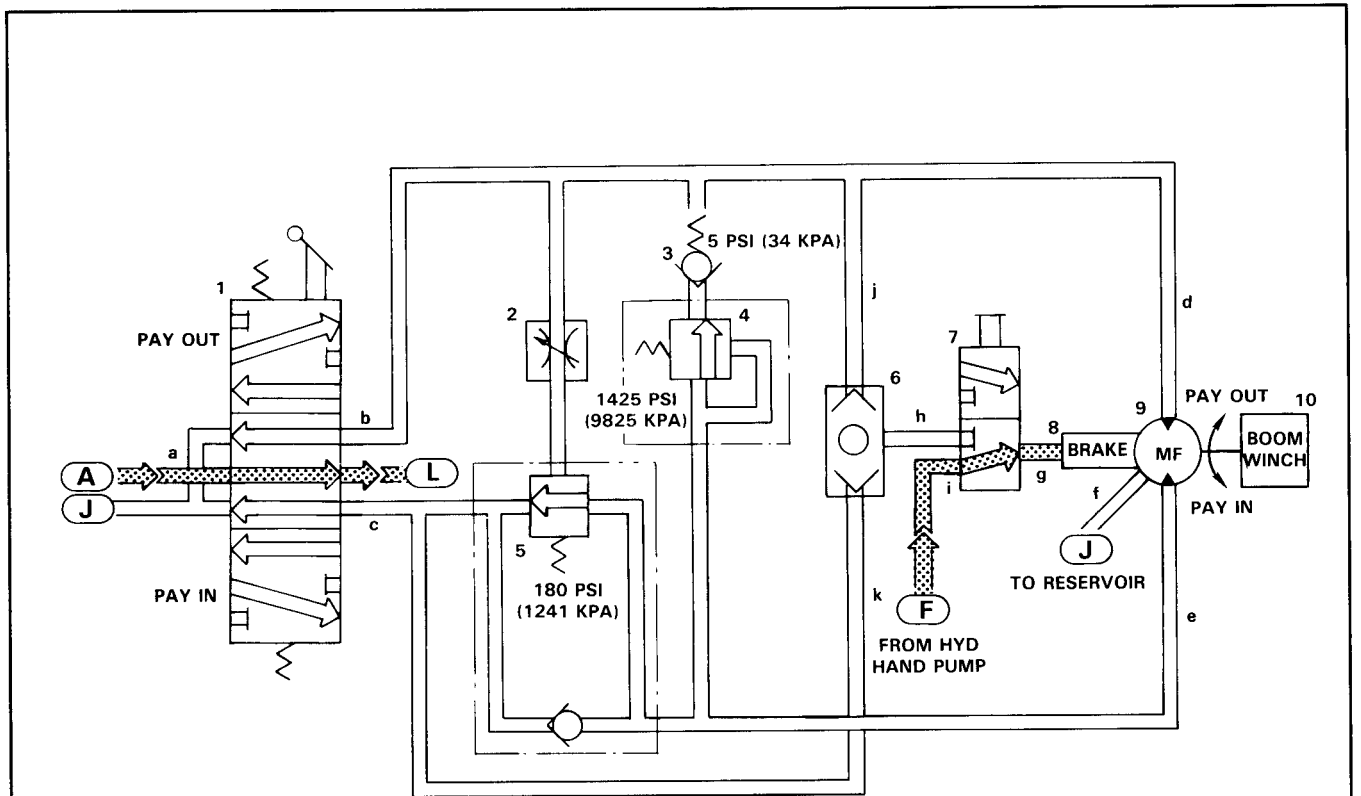 1
PAY OUT
PAY IN
a
b
c
A
J
L
2
3
5 PSI (34 KPA)
4
1425 PSI
(9825 KPA)
5
180 PSI
(1241 KPA)
6
j
h
k
7
i
F
FROM HYD
HAND PUMP
8
BRAKE
g
f
J
TO RESERVOIR
d
9
MF
e
PAY OUT
PAY IN
10
BOOM
WINCH